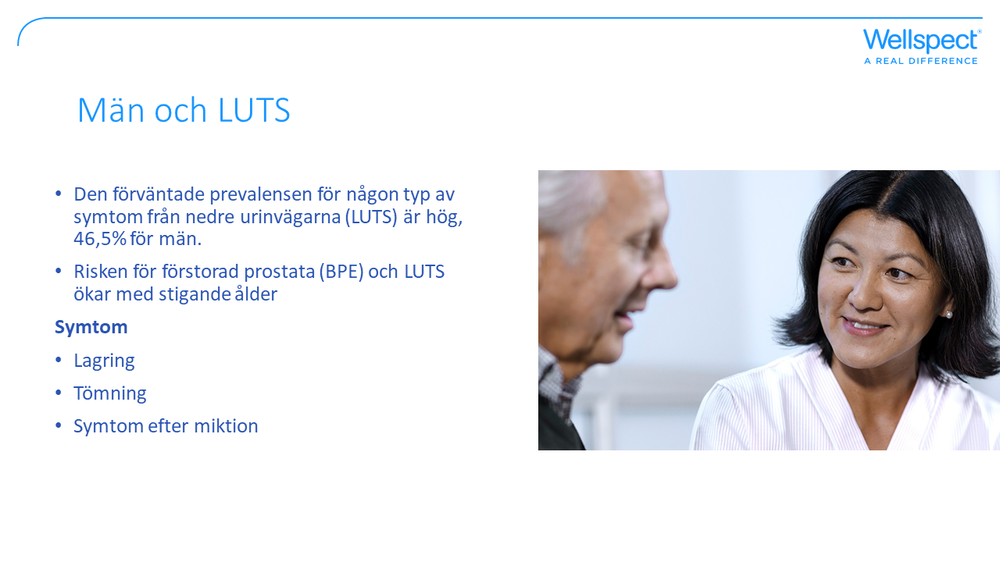 Wellspect®
A REAL DIFFERENCE
Män och LUTS
• Den förväntade prevalensen för någon typ av
symtom från nedre urinvägarna (LUTS) är hög,
46,5% för män.
• Risken för förstorad prostata (BPE) och LUTS
ökar med stigande ålder
Symtom
• Lagring
• Tömning
• Symtom efter miktion